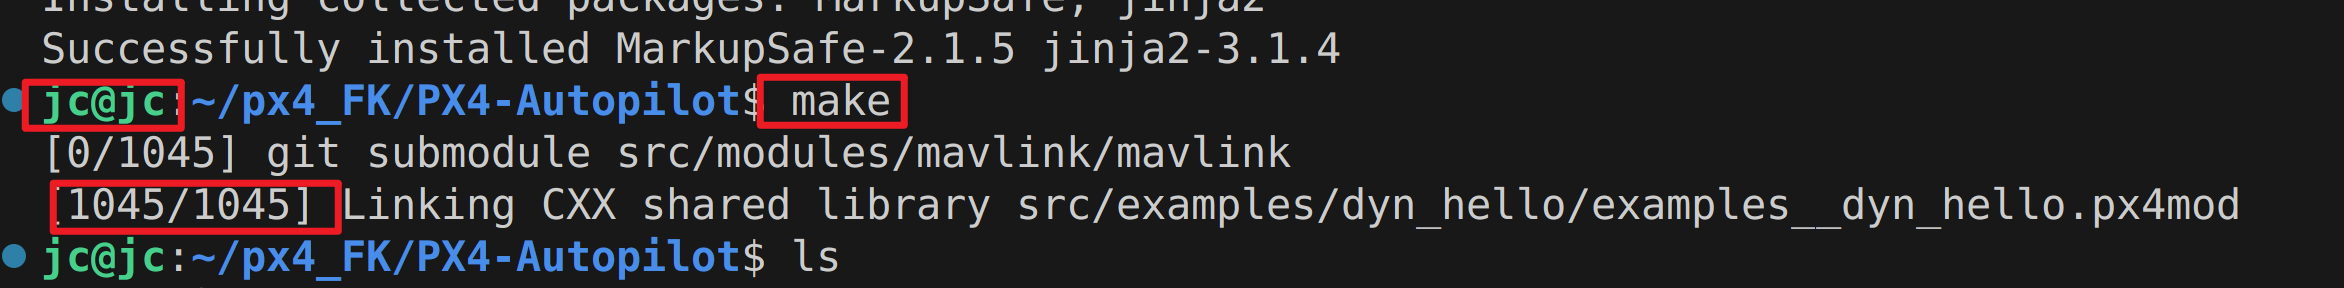 Installing collected packages: MarkupSafe, jinja2
Successfully installed MarkupSafe-2.1.5 jinja2-3.1.4
jc@jc:~/px4_FK/PX4-Autopilot$ make
[0/1045] git submodule src/modules/mavlink/mavlink
[1045/1045] Linking CXX shared library src/examples/dyn_hello/examples__dyn_hello.px4mod
jc@jc:~/px4_FK/PX4-Autopilot$ ls